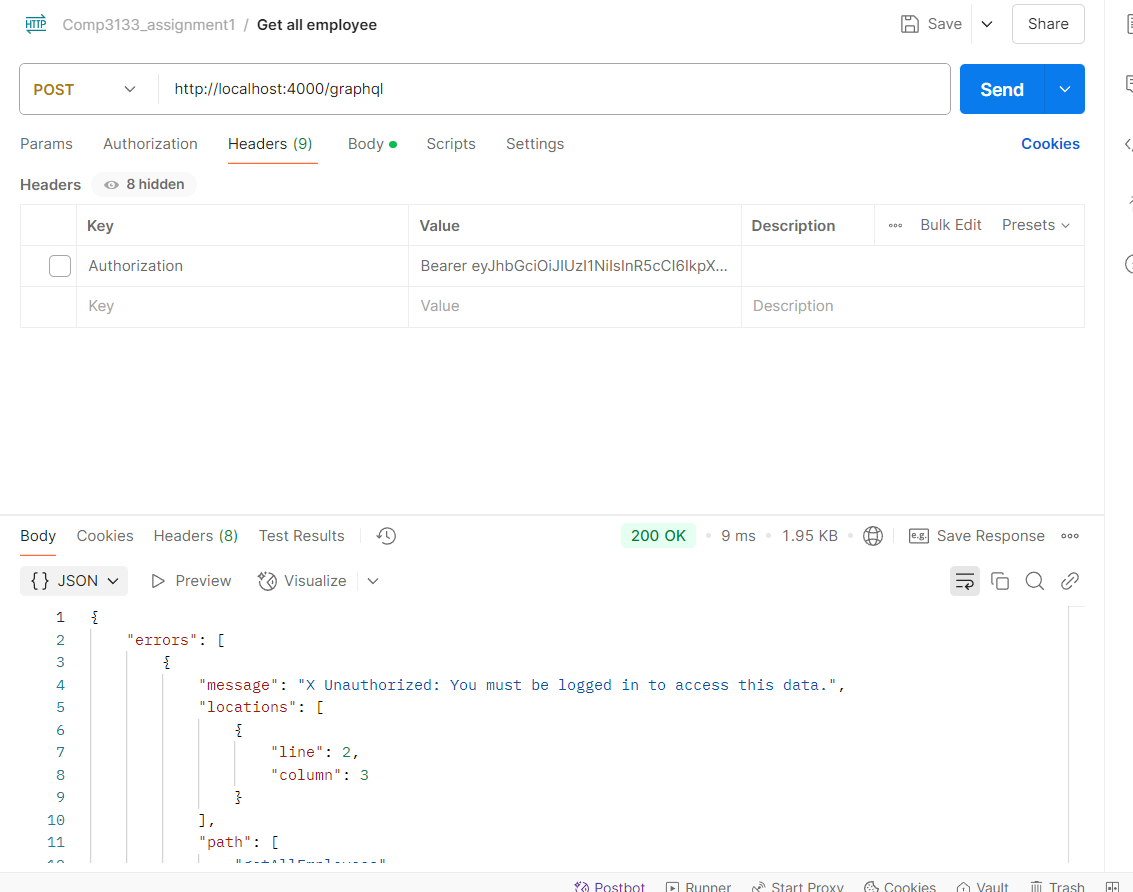 HTTP Comp3133_assignment1 / Get all employee Save Share
POST http://localhost:4000/graphql Send
Params Authorization Headers (9) Body Scripts Settings Cookies
Headers 8 hidden
Key Value Description Bulk Edit Presets
Authorization Bearer eyJhbGciOiJIUzI1NiIsInR5cCI6IkpX...
Key Value Description
Body Cookies Headers (8) Test Results 200 OK • 9 ms • 1.95 KB • e.g. Save Response
{} JSON Preview Visualize
1 {
2 "errors": [
3 {
4 "message": "X Unauthorized: You must be logged in to access this data.",
5 "locations": [
6 {
7 "line": 2,
8 "column": 3
9 }
10 ],
11 "path": [
12 "getAllEmployees"
Postbot Runner Start Proxy Cookies Vault Trash